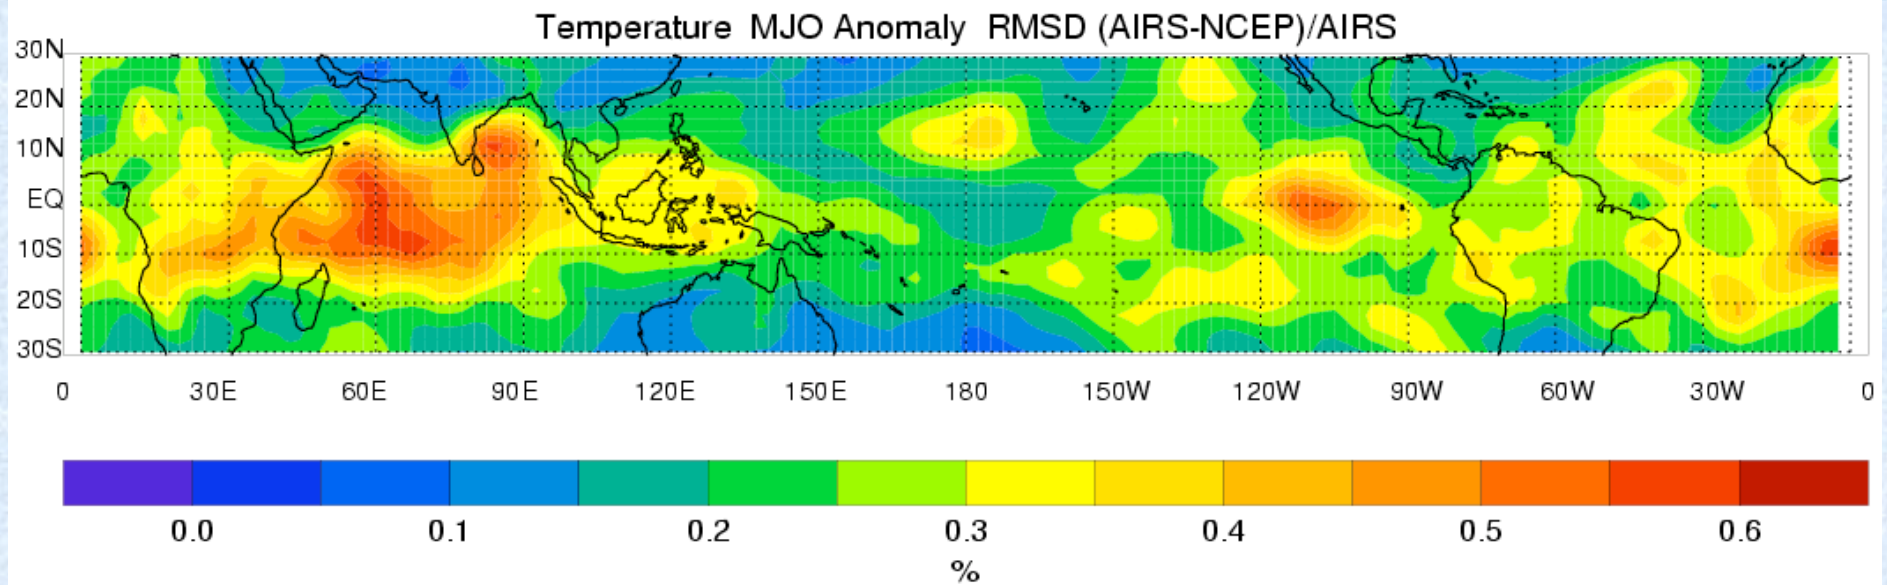 Temperature MJO Anomaly RMSD (AIRS-NCEP)/AIRS
30N
20N
10N
EQ
10S
20S
30S
0 30E 60E 90E 120E 150E 180 150W 120W 90W 60W 30W 0
0.0 0.1 0.2 0.3 0.4 0.5 0.6
%